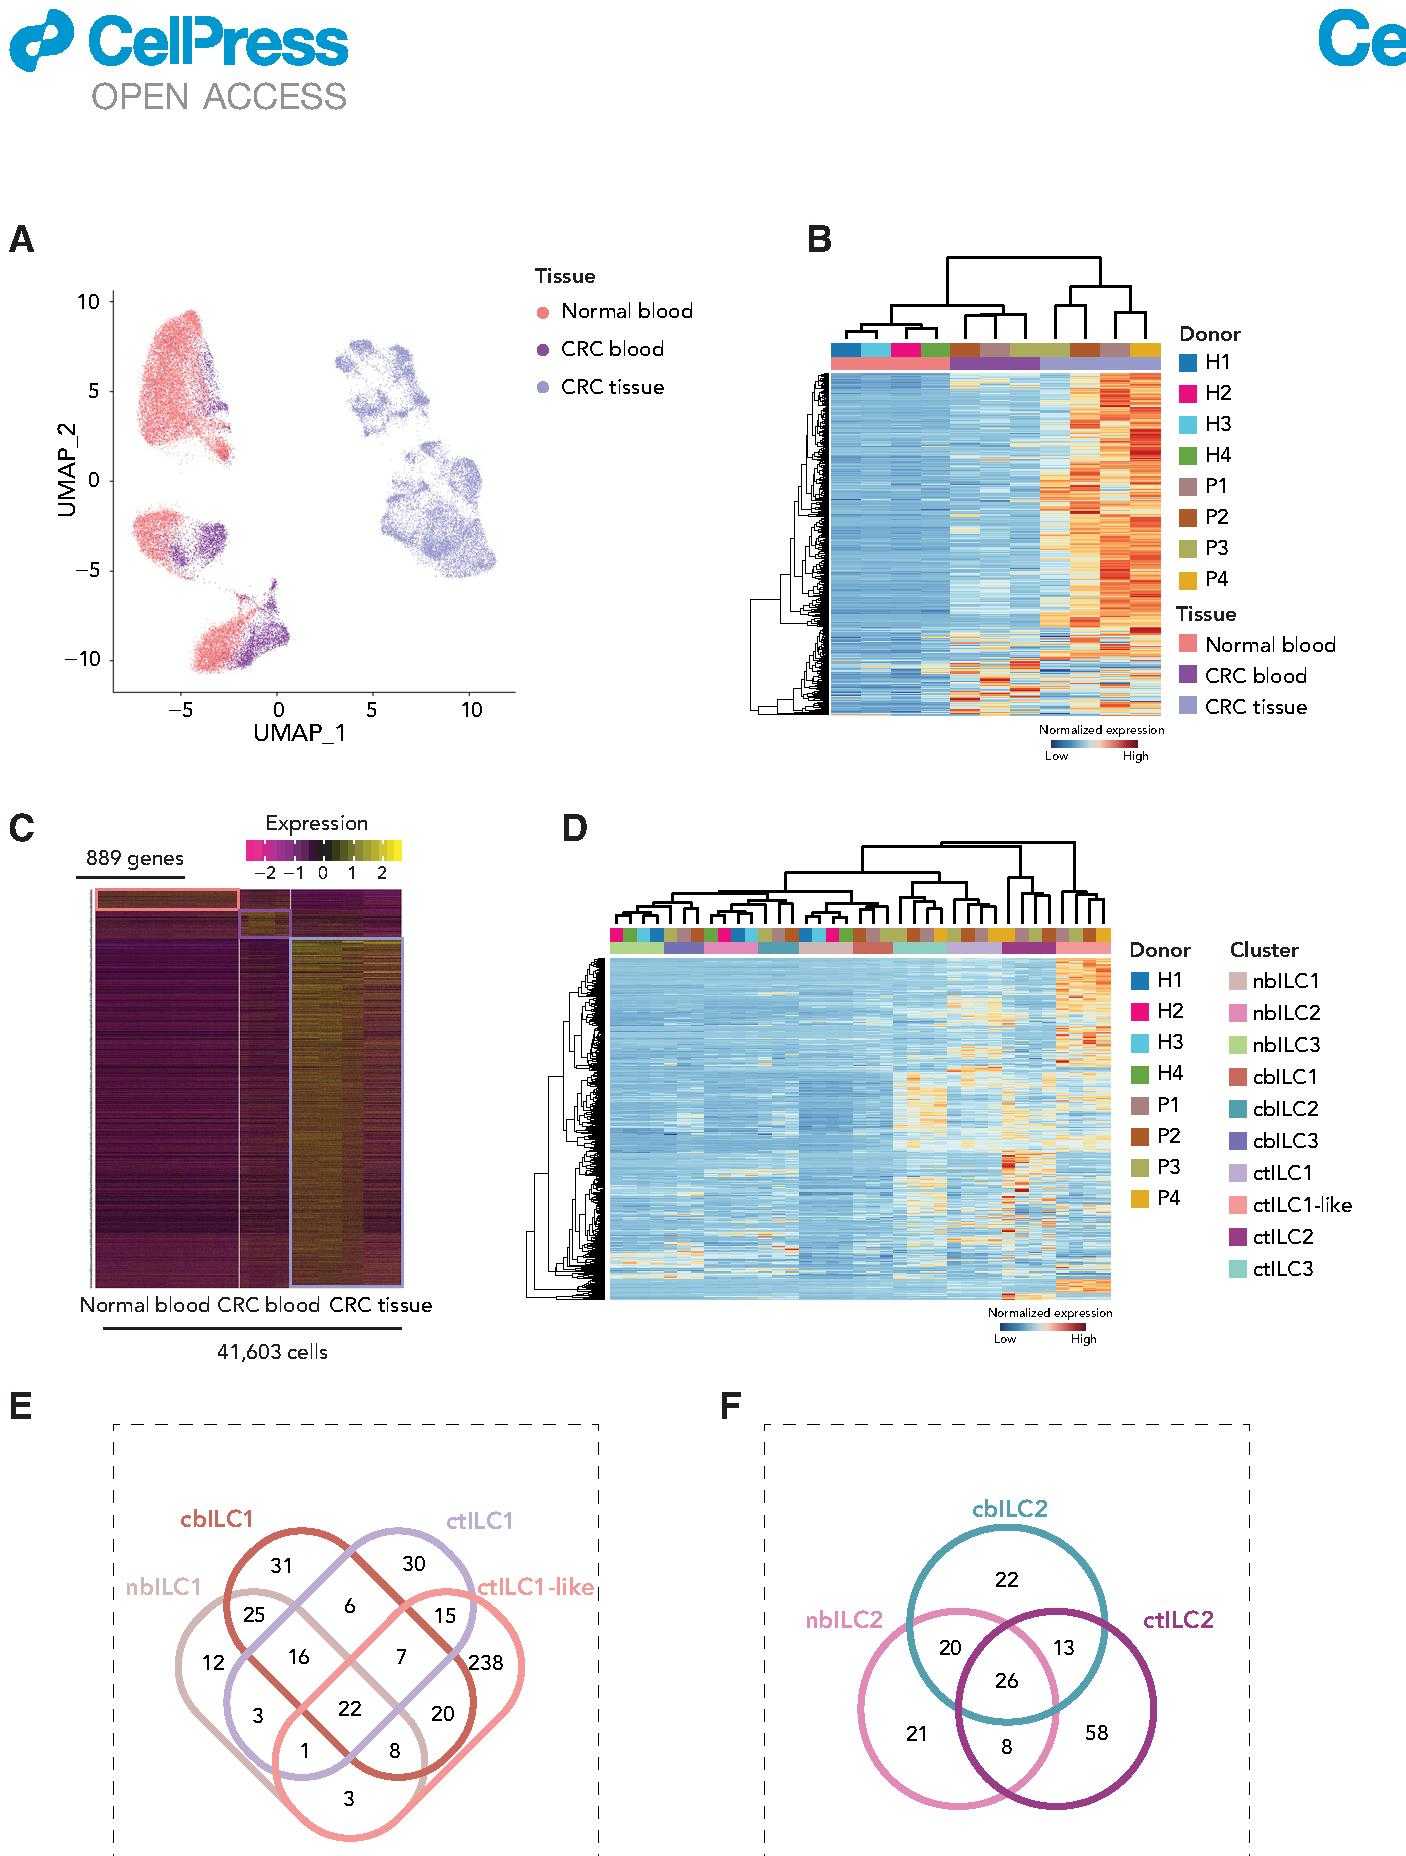 CellPress
OPEN ACCESS
Ce
A
Tissue
Normal blood
CRC blood
CRC tissue
10
5
0
−5
−10
UMAP_2
−5 0 5 10
UMAP_1
B
Donor
H1
H2
H3
H4
P1
P2
P3
P4
Tissue
Normal blood
CRC blood
CRC tissue
Normalized expression
Low High
C
Expression
−2 −1 0 1 2
889 genes
Normal blood CRC blood CRC tissue
41,603 cells
D
Donor
H1
H2
H3
H4
P1
P2
P3
P4
Cluster
nbILC1
nbILC2
nbILC3
cbILC1
cbILC2
cbILC3
ctILC1
ctILC1-like
ctILC2
ctILC3
Normalized expression
Low High
E
cbILC1 ctILC1
nbILC1 ctILC1-like
31 30
25 6 15
12 16 7 238
3 22 20
1 8
3
F
cbILC2
nbILC2 ctILC2
22
20 13
26
21 58
8